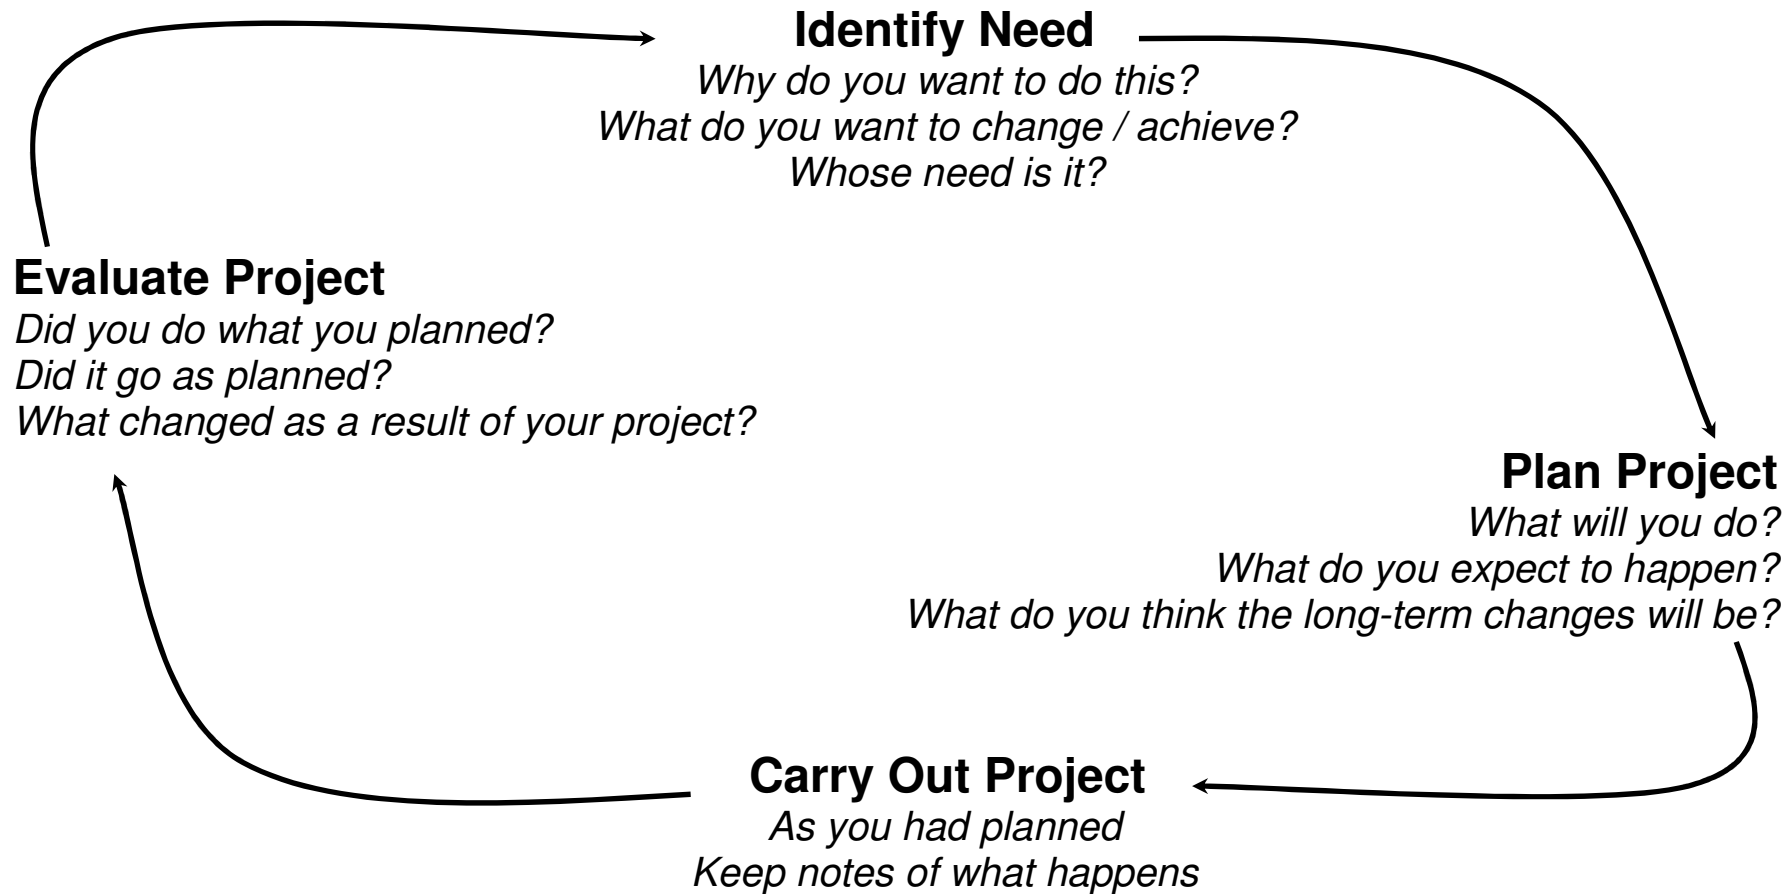 Identify Need
Why do you want to do this?
What do you want to change / achieve?
Whose need is it?
Plan Project
What will you do?
What do you expect to happen?
What do you think the long-term changes will be?
Carry Out Project
As you had planned
Keep notes of what happens
Evaluate Project
Did you do what you planned?
Did it go as planned?
What changed as a result of your project?